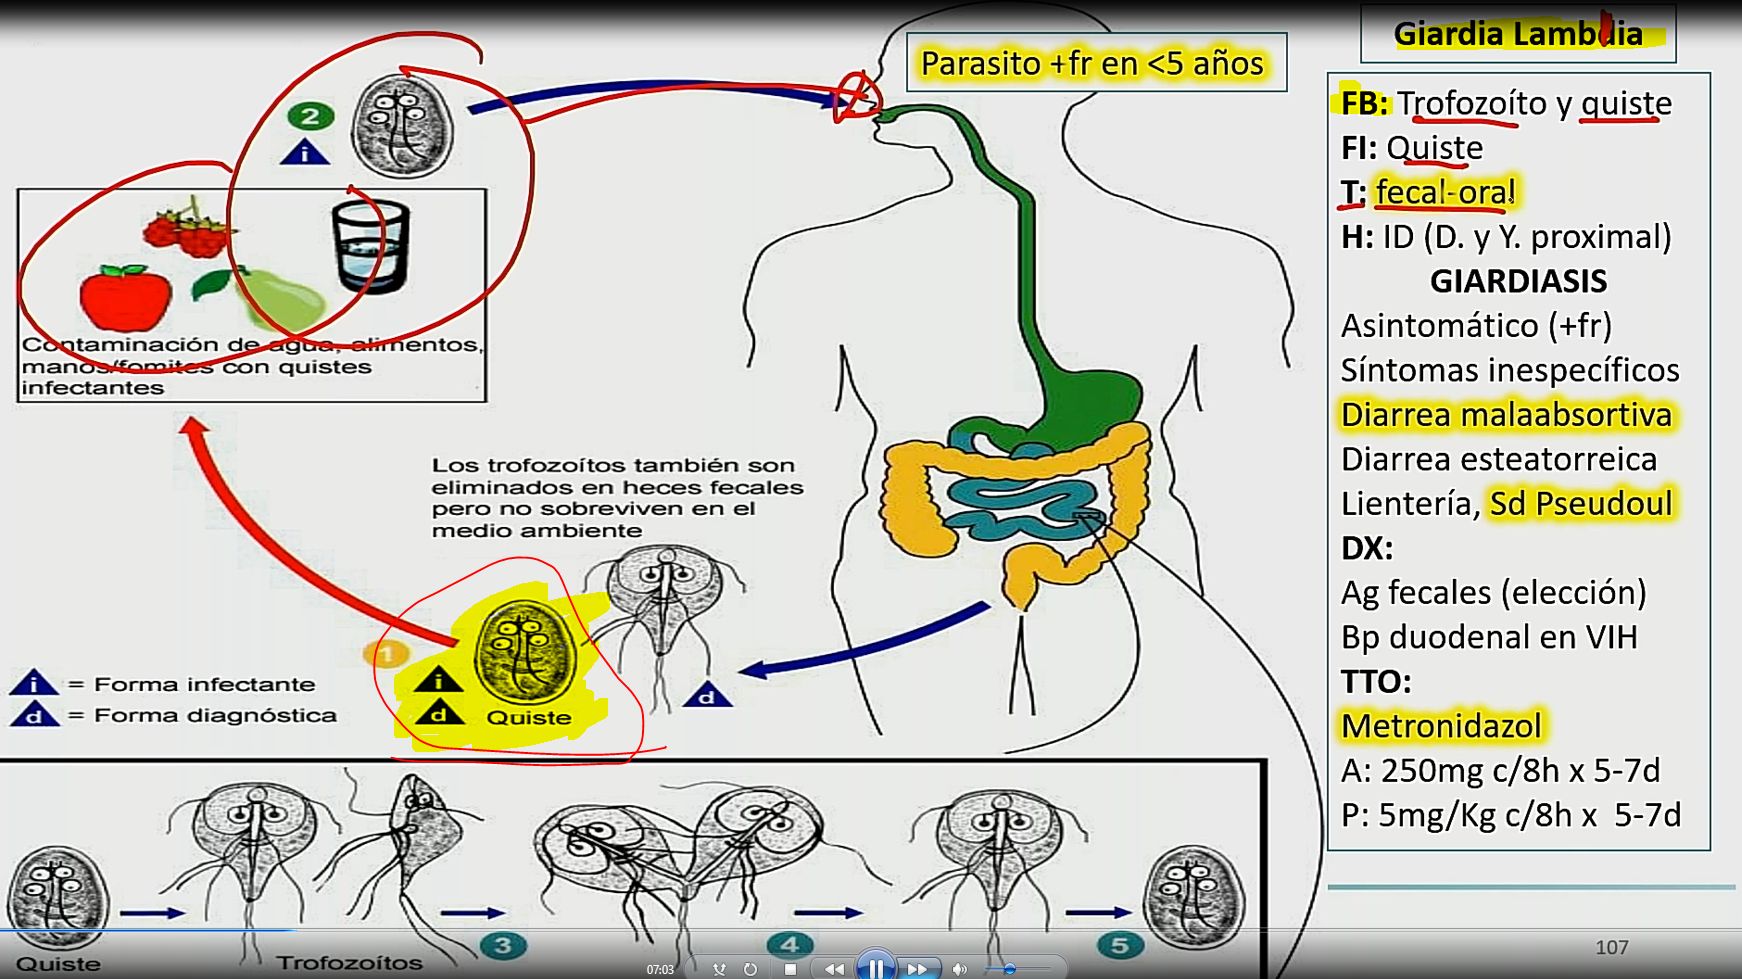 Giardia Lamblia
Parasito +fr en <5 años
2
i
Contaminación de agua, alimentos,
manos/fomites con quistes
infectantes
Los trofozoítos también son
eliminados en heces fecales
pero no sobreviven en el
medio ambiente
1
i
d
Quiste
d
i = Forma infectante
d = Forma diagnóstica
Quiste
Trofozoítos
3
4
5
FB: Trofozoíto y quiste
FI: Quiste
T: fecal-oral
H: ID (D. y Y. proximal)
GIARDIASIS
Asintomático (+fr)
Síntomas inespecíficos
Diarrea malaabsortiva
Diarrea esteatorreica
Lientería, Sd Pseudoul
DX:
Ag fecales (elección)
Bp duodenal en VIH
TTO:
Metronidazol
A: 250mg c/8h x 5-7d
P: 5mg/Kg c/8h x 5-7d
107
07:03